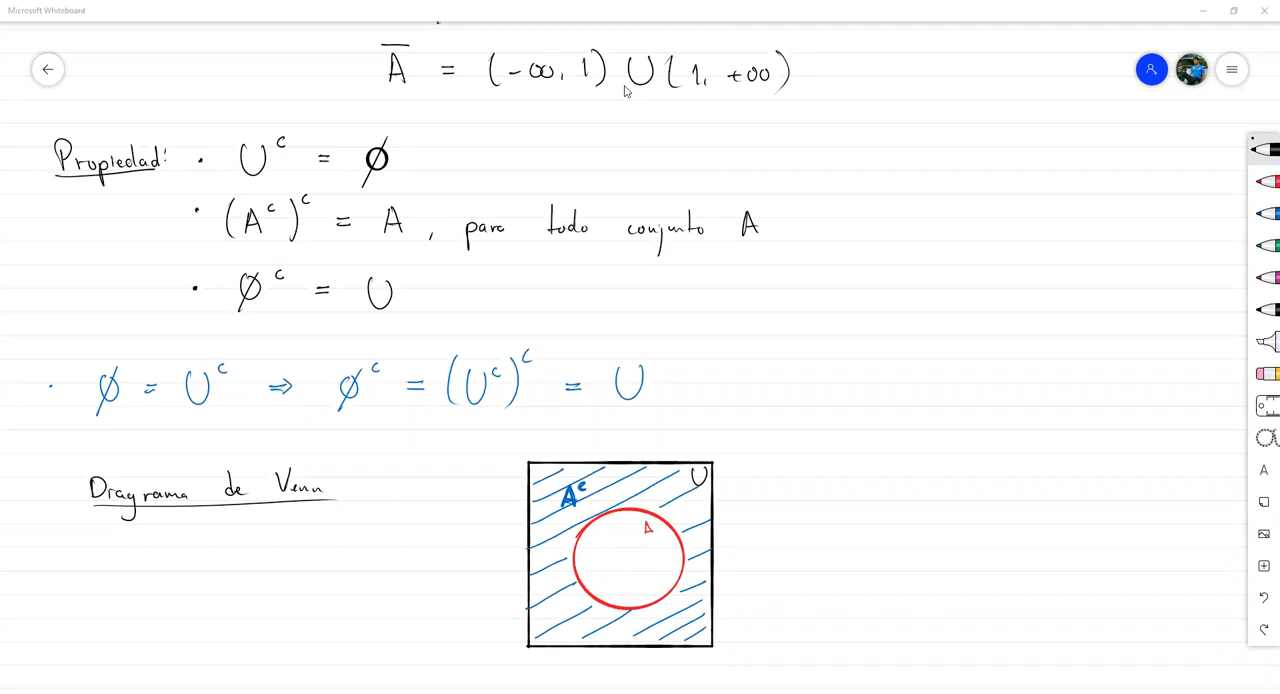 Microsoft Whiteboard
A̅ = (-∞, 1) ∪ (1, +∞)
Propiedad: · U^c = ∅
· (A^c)^c = A , para todo conjunto A
· ∅^c = U
· ∅ = U^c ⇒ ∅^c = (U^c)^c = U
Diagrama de Venn
U
A^c
A
A